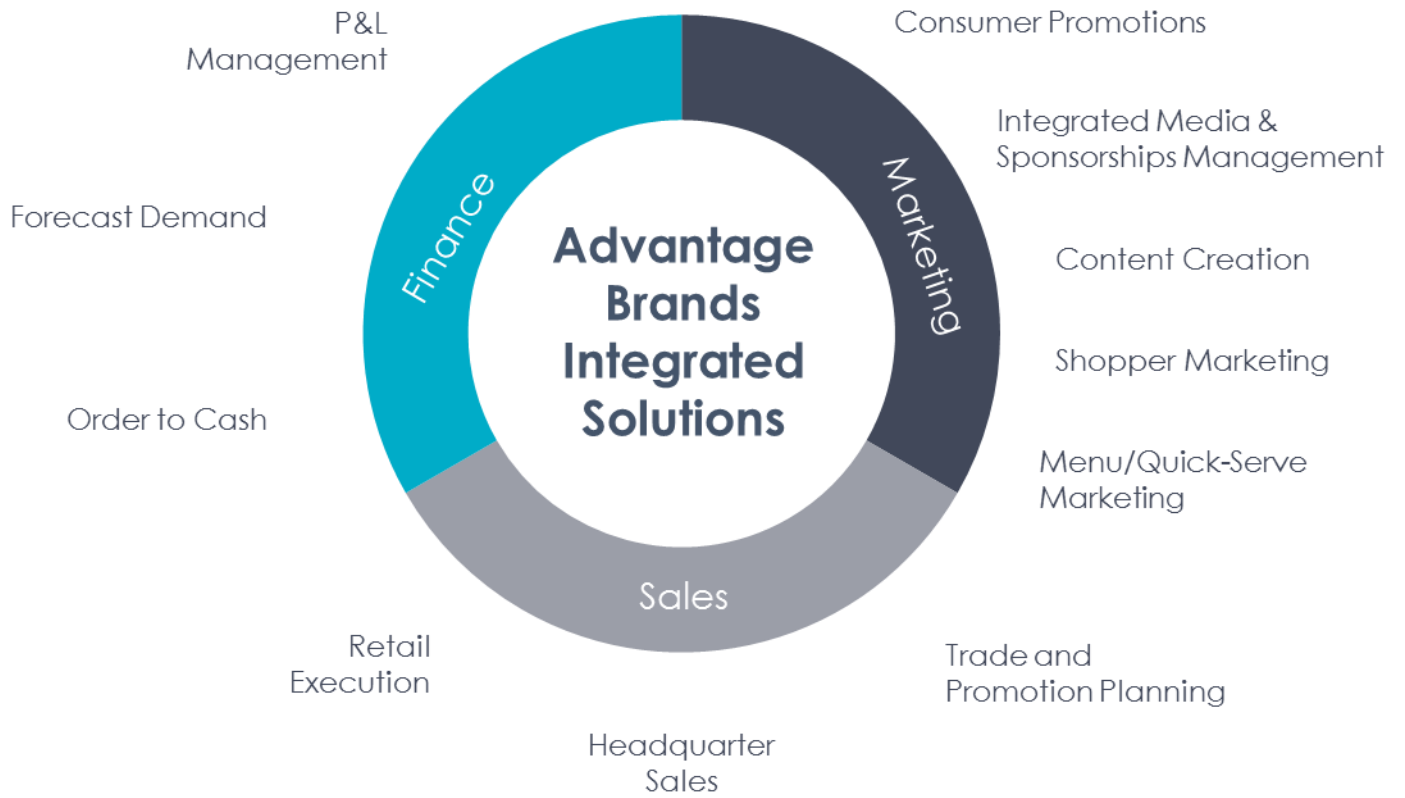 P&L
Management
Consumer Promotions
Integrated Media &
Sponsorships Management
Forecast Demand
Finance
Marketing
Content Creation
Advantage
Brands
Integrated
Solutions
Shopper Marketing
Order to Cash
Menu/Quick-Serve
Marketing
Sales
Retail
Execution
Trade and
Promotion Planning
Headquarter
Sales